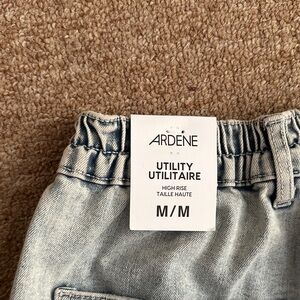 ARDENE
UTILITY
UTILITAIRE
HIGH RISE
TAILLE HAUTE
M/M